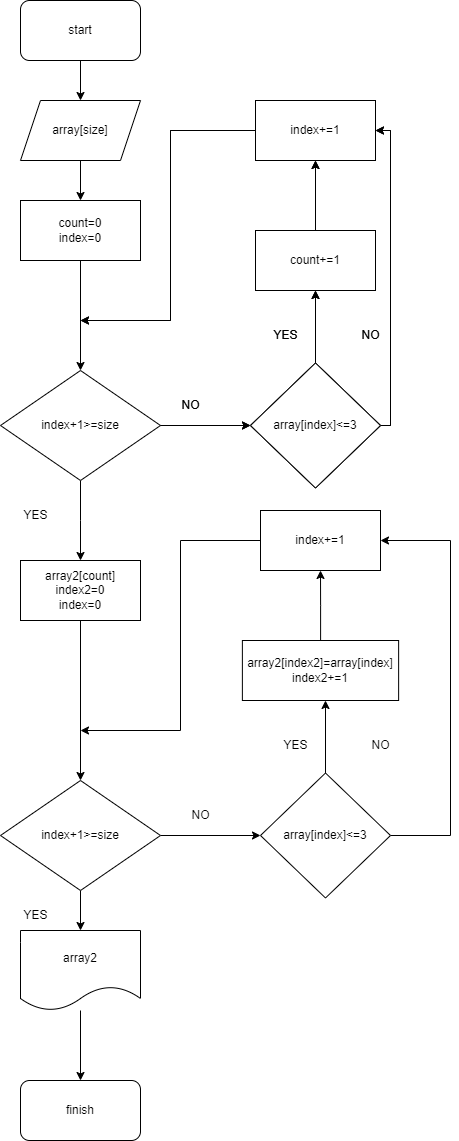 start
array[size]
index+=1
count=0
index=0
count+=1
YES
NO
NO
index+1>=size
array[index]<=3
YES
index+=1
array2[count]
index2=0
index=0
array2[index2]=array[index]
index2+=1
YES
NO
NO
index+1>=size
array[index]<=3
YES
array2
finish